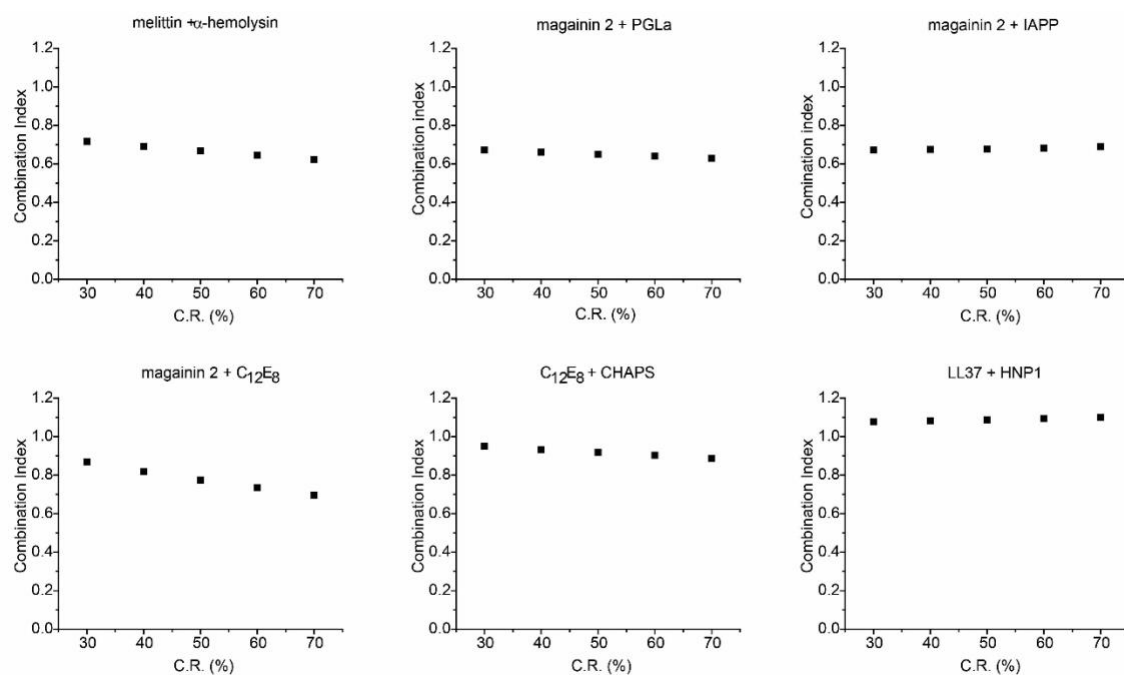 melittin +α-hemolysin
1.2
1.0
0.8
0.6
0.4
0.2
0.0
Combination Index
30 40 50 60 70
C.R. (%)
magainin 2 + PGLa
1.2
1.0
0.8
0.6
0.4
0.2
0.0
Combination Index
30 40 50 60 70
C.R. (%)
magainin 2 + IAPP
1.2
1.0
0.8
0.6
0.4
0.2
0.0
Comination index
30 40 50 60 70
C.R. (%)
magainin 2 + C12E8
1.2
1.0
0.8
0.6
0.4
0.2
0.0
Combination Index
30 40 50 60 70
C.R. (%)
C12E8 + CHAPS
1.2
1.0
0.8
0.6
0.4
0.2
0.0
Combination Index
30 40 50 60 70
C.R. (%)
LL37 + HNP1
1.2
1.0
0.8
0.6
0.4
0.2
0.0
Combination Index
30 40 50 60 70
C.R. (%)